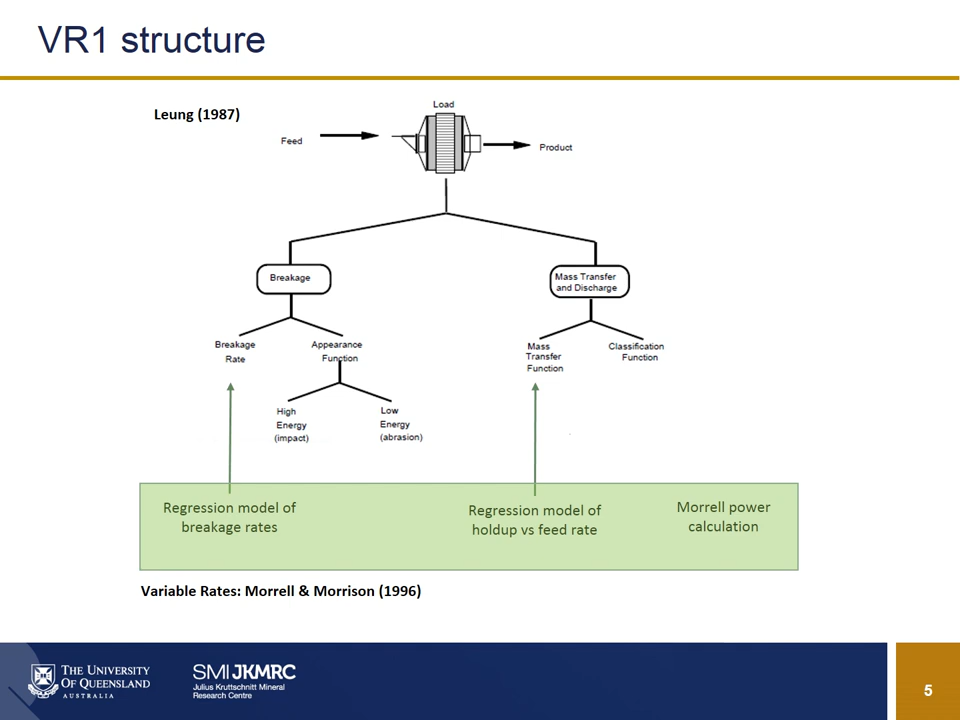 VR1 structure
Leung (1987)
Load
Feed
Product
Breakage
Mass Transfer
and Discharge
Breakage
Rate
Appearance
Function
Mass
Transfer
Function
Classification
Function
High
Energy
(impact)
Low
Energy
(abrasion)
Regression model of
breakage rates
Regression model of
holdup vs feed rate
Morrell power
calculation
Variable Rates: Morrell & Morrison (1996)
THE UNIVERSITY
OF QUEENSLAND
AUSTRALIA
SMI JKMRC
Julius Kruttschnitt Mineral
Research Centre
5